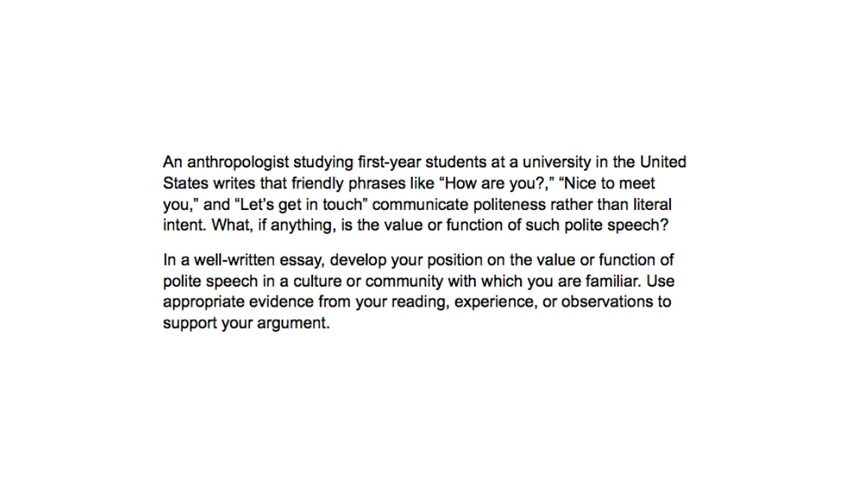 An anthropologist studying first-year students at a university in the United
States writes that friendly phrases like “How are you?,” “Nice to meet
you,” and “Let’s get in touch” communicate politeness rather than literal
intent. What, if anything, is the value or function of such polite speech?
In a well-written essay, develop your position on the value or function of
polite speech in a culture or community with which you are familiar. Use
appropriate evidence from your reading, experience, or observations to
support your argument.